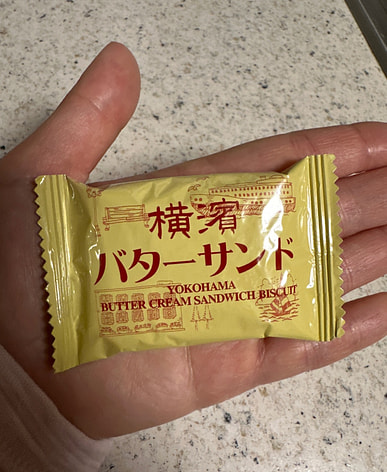 横濱
バターサンド
YOKOHAMA
BUTTER CREAM SANDWICH BISCUIT